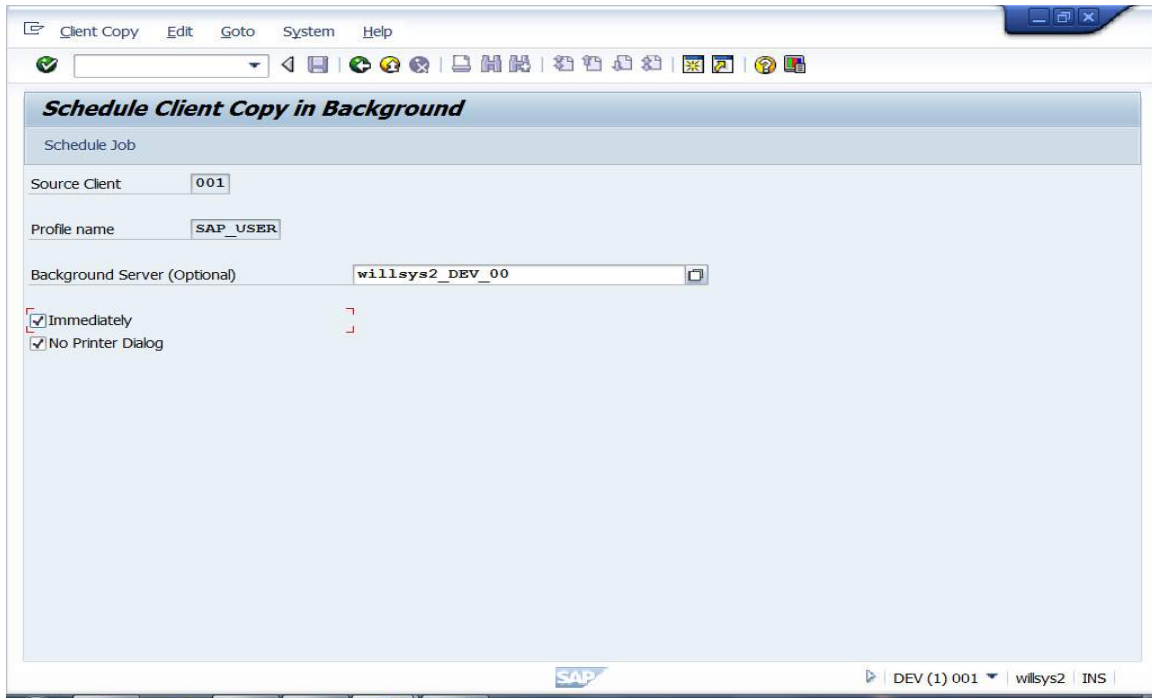 Client Copy Edit Goto System Help
Schedule Client Copy in Background
Schedule Job
Source Client 001
Profile name SAP_USER
Background Server (Optional) willsys2_DEV_00
Immediately
No Printer Dialog
SAP DEV (1) 001 willsys2 INS